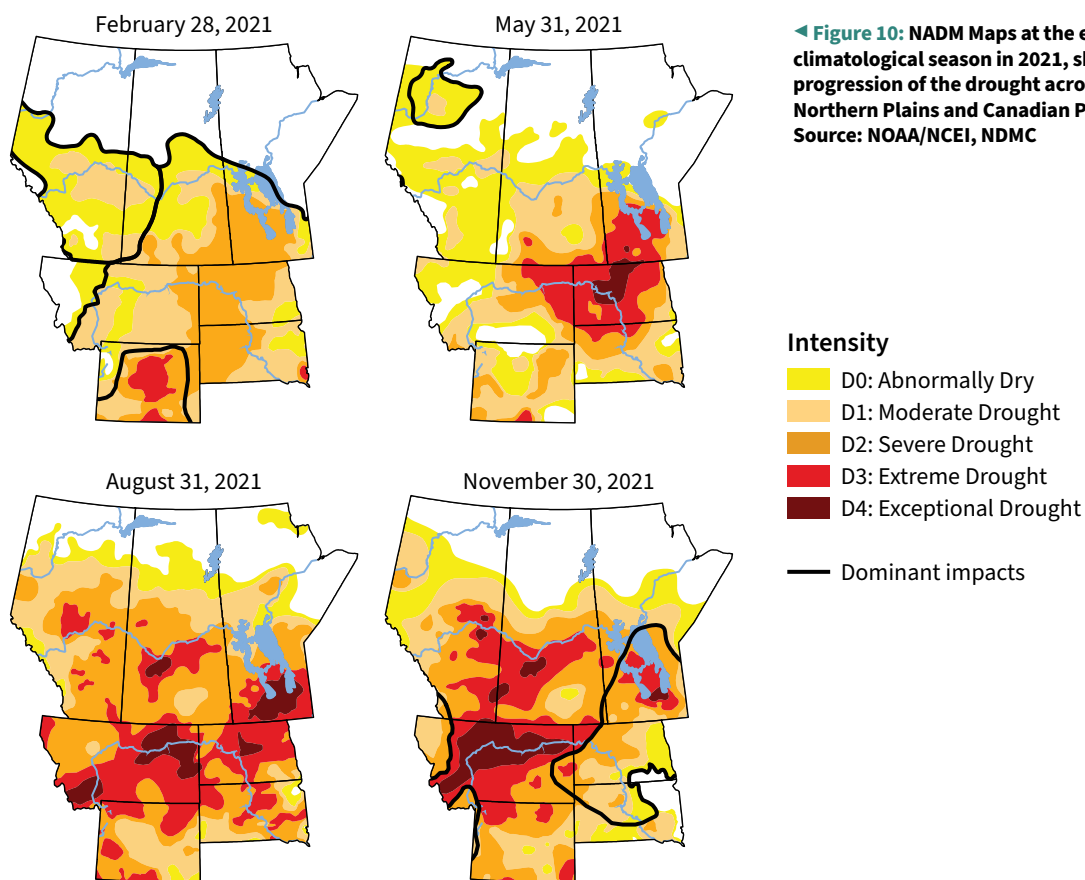 February 28, 2021
May 31, 2021
◄ Figure 10: NADM Maps at the
climatological season in 2021,
progression of the drought
Northern Plains and Canadian
Source: NOAA/NCEI, NDMC
Intensity
D0: Abnormally Dry
D1: Moderate Drought
D2: Severe Drought
D3: Extreme Drought
D4: Exceptional Drought
Dominant impacts
August 31, 2021
November 30, 2021